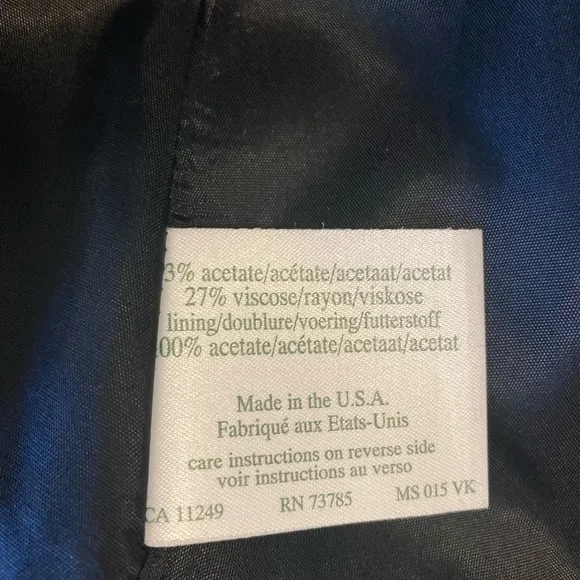 3% acetate/acétate/acetaat/acetat
27% viscose/rayon/viskose
lining/doublure/voering/futterstoff
00% acetate/acétate/acetaat/acetat
Made in the U.S.A.
Fabriqué aux Etats-Unis
care instructions on reverse side
voir instructions au verso
CA 11249 RN 73785 MS 015 VK